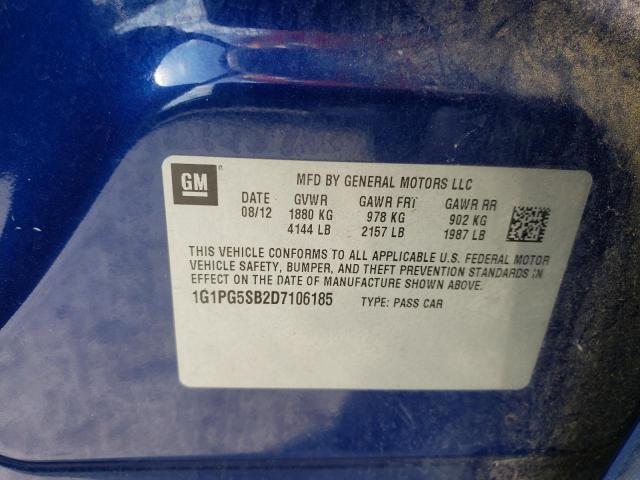 GM ®
MFD BY GENERAL MOTORS LLC
DATE GVWR GAWR FRT GAWR RR
08/12 1880 KG 978 KG 902 KG
4144 LB 2157 LB 1987 LB
THIS VEHICLE CONFORMS TO ALL APPLICABLE U.S. FEDERAL MOTOR
VEHICLE SAFETY, BUMPER, AND THEFT PREVENTION STANDARDS IN
EFFECT ON THE DATE OF MANUFACTURE SHOWN ABOVE.
1G1PG5SB2D7106185 TYPE: PASS CAR